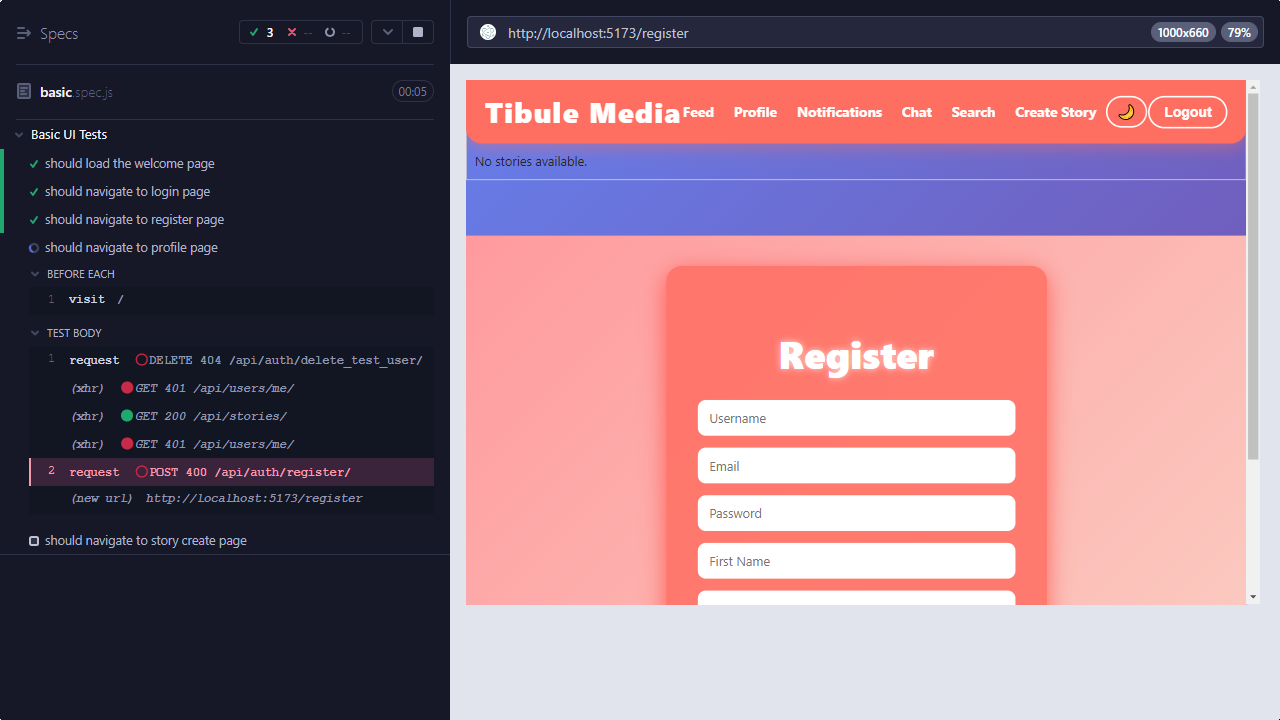 Specs
3 -- --
basic.spec.js 00:05
Basic UI Tests
should load the welcome page
should navigate to login page
should navigate to register page
should navigate to profile page
BEFORE EACH
1 visit /
TEST BODY
1 request DELETE 404 /api/auth/delete_test_user/
(xhr) GET 401 /api/users/me/
(xhr) GET 200 /api/stories/
(xhr) GET 401 /api/users/me/
2 request POST 400 /api/auth/register/
(new url) http://localhost:5173/register
should navigate to story create page
http://localhost:5173/register 1000x660 79%
Tibule Media Feed Profile Notifications Chat Search Create Story Logout
No stories available.
Register
Username
Email
Password
First Name